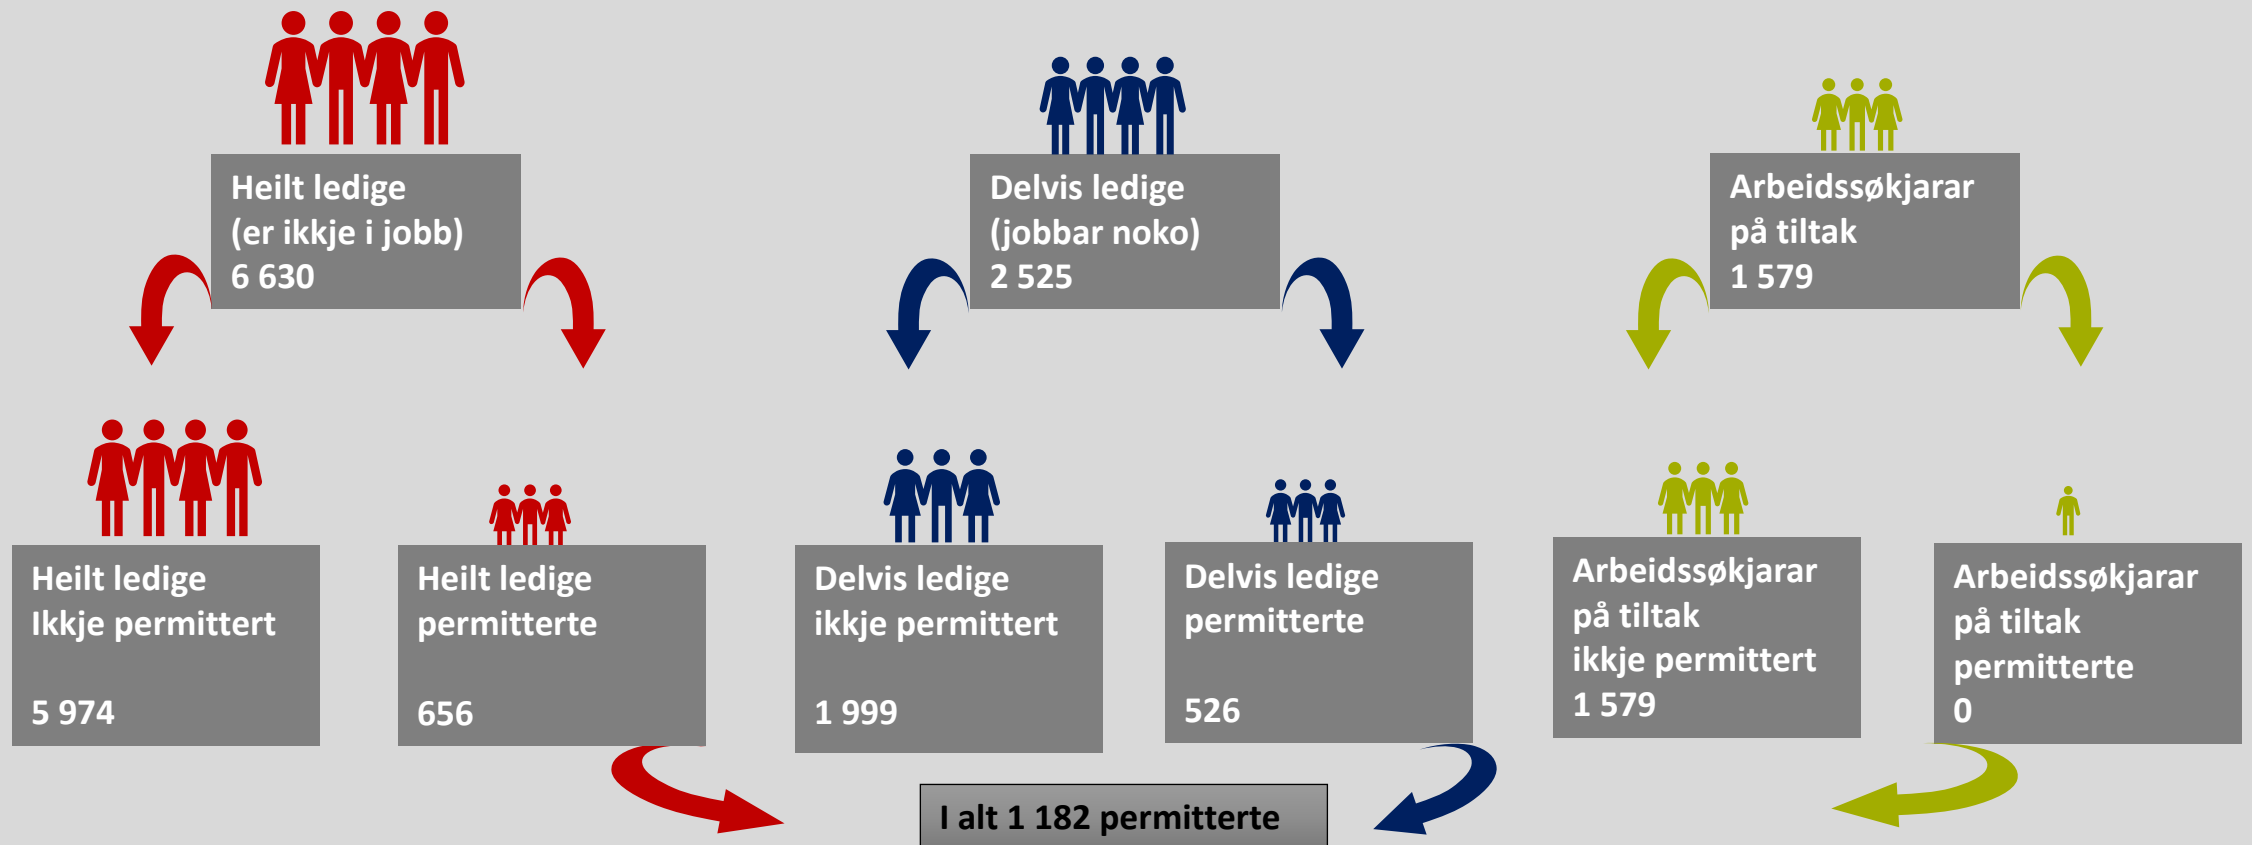 Heilt ledige
(er ikkje i jobb)
6 630
Delvis ledige
(jobbar noko)
2 525
Arbeidssøkjarar
på tiltak
1 579
Heilt ledige
Ikkje permittert
5 974
Heilt ledige
permitterte
656
Delvis ledige
ikkje permittert
1 999
Delvis ledige
permitterte
526
Arbeidssøkjarar
på tiltak
ikkje permittert
1 579
Arbeidssøkjarar
på tiltak
permitterte
0
I alt 1 182 permitterte